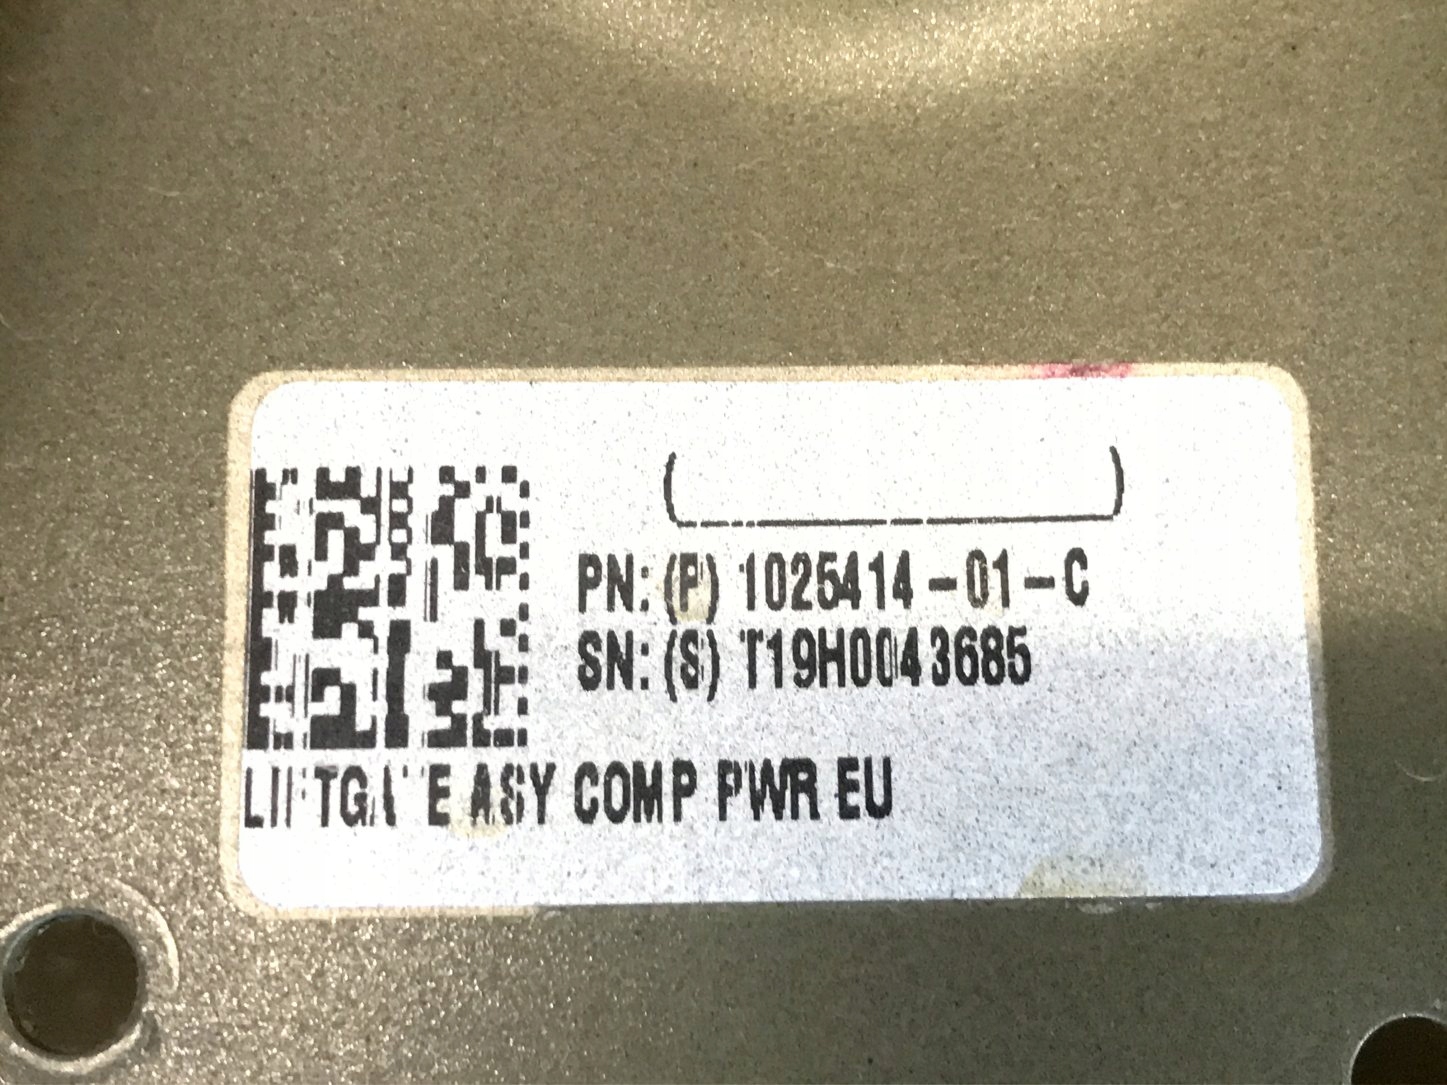 PN: (P) 1025414-01-C
SN: (S) T19H0043685
LIFTGATE ASY COMP PWR EU